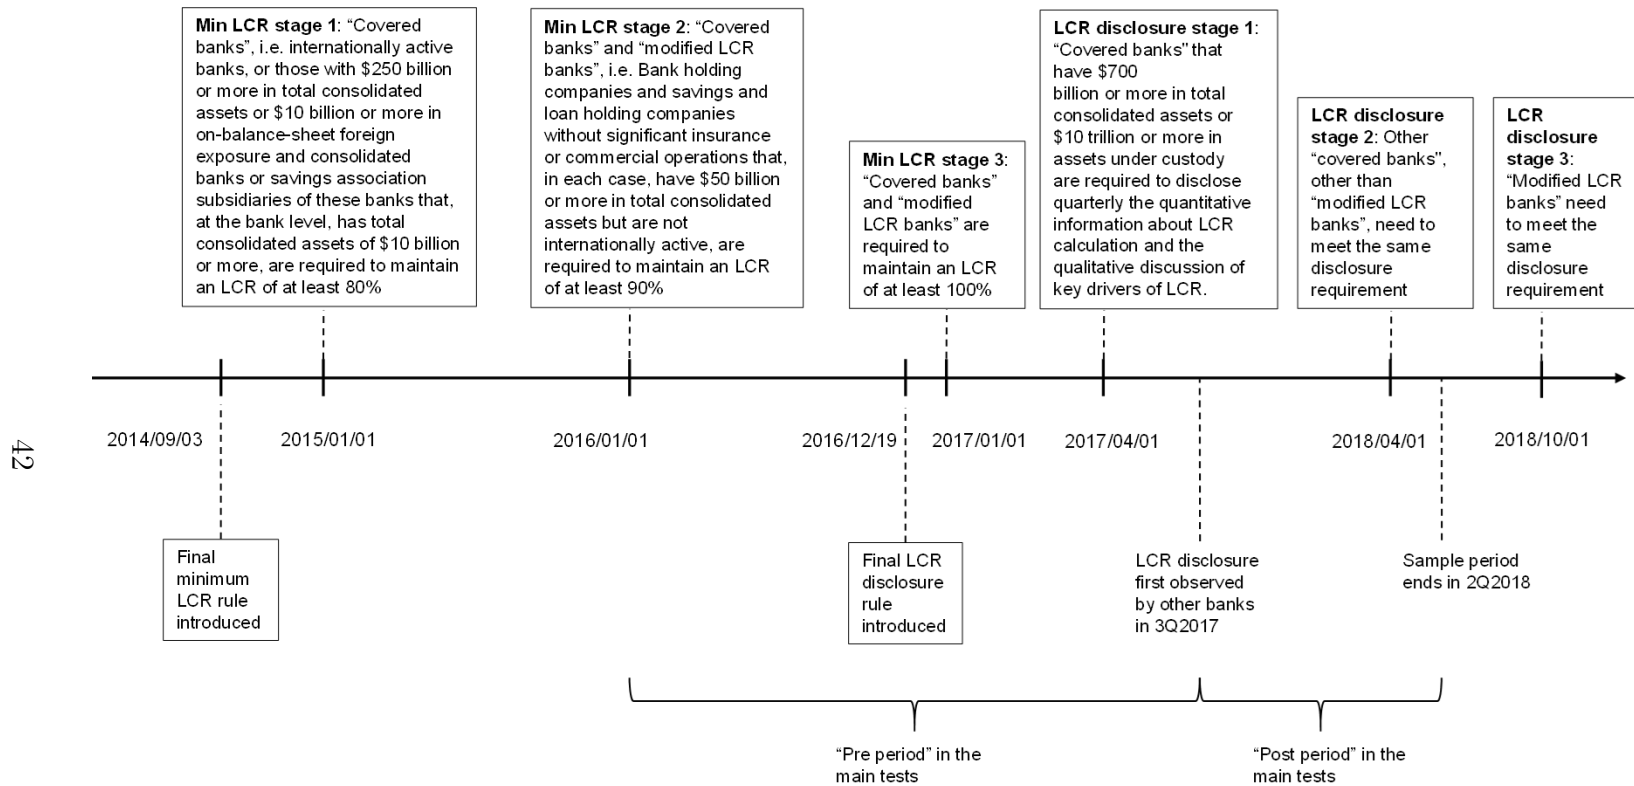 Min LCR stage 1: “Covered
banks”, i.e. internationally active
banks, or those with $250 billion
or more in total consolidated
assets or $10 billion or more in
on-balance-sheet foreign
exposure and consolidated
banks or savings association
subsidiaries of these banks that,
at the bank level, has total
consolidated assets of $10 billion
or more, are required to maintain
an LCR of at least 80%
Min LCR stage 2: “Covered
banks” and “modified LCR
banks”, i.e. Bank holding
companies and savings and
loan holding companies
without significant insurance
or commercial operations that,
in each case, have $50 billion
or more in total consolidated
assets but are not
internationally active, are
required to maintain an LCR
of at least 90%
Min LCR stage 3:
“Covered banks”
and “modified
LCR banks” are
required to
maintain an LCR
of at least 100%
LCR disclosure stage 1:
“Covered banks” that
have $700
billion or more in total
consolidated assets or
$10 trillion or more in
assets under custody
are required to disclose
quarterly the quantitative
information about LCR
calculation and the
qualitative discussion of
key drivers of LCR.
LCR disclosure
stage 2: Other
“covered banks”,
other than
“modified LCR
banks”, need to
meet the same
disclosure
requirement
LCR
disclosure
stage 3:
“Modified LCR
banks” need
to meet the
same
disclosure
requirement
2014/09/03
2015/01/01
2016/01/01
2016/12/19
2017/01/01
2017/04/01
2018/04/01
2018/10/01
Final
minimum
LCR rule
introduced
Final LCR
disclosure
rule
introduced
LCR disclosure
first observed
by other banks
in 3Q2017
Sample period
ends in 2Q2018
“Pre period” in the
main tests
“Post period” in the
main tests
42